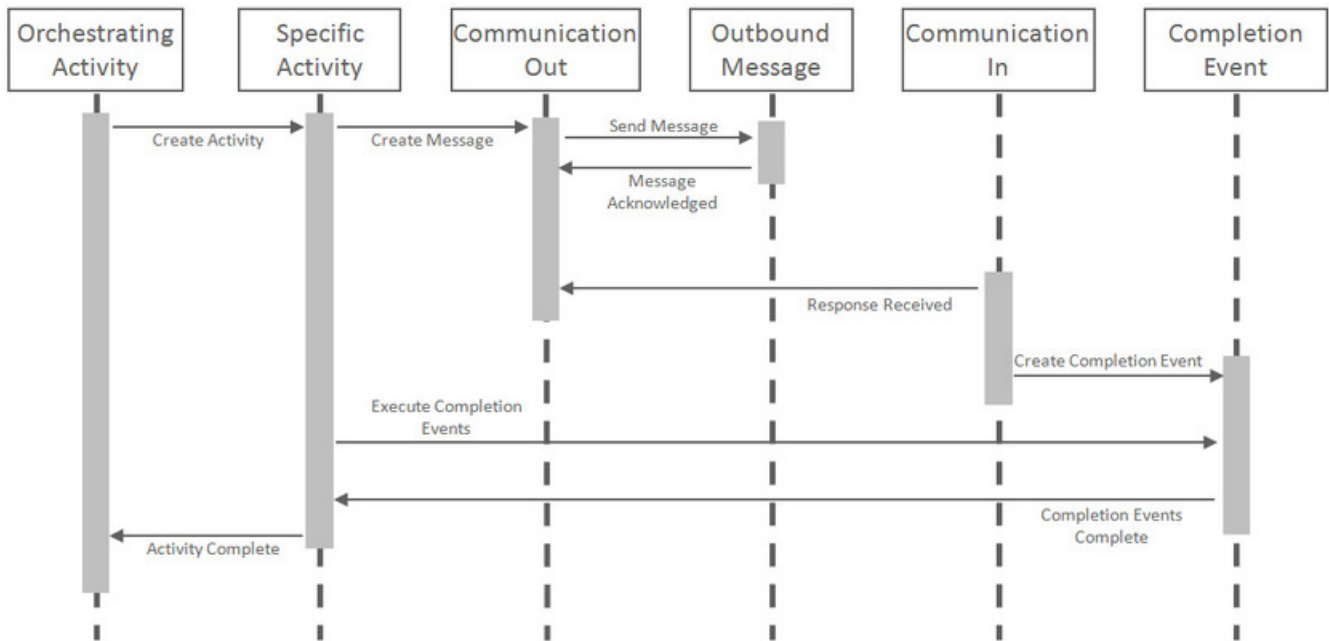 Orchestrating
Activity
Specific
Activity
Communication
Out
Outbound
Message
Communication
In
Completion
Event
Create Activity
Create Message
Send Message
Message
Acknowledged
Response Received
Create Completion Event
Execute Completion
Events
Completion Events
Complete
Activity Complete